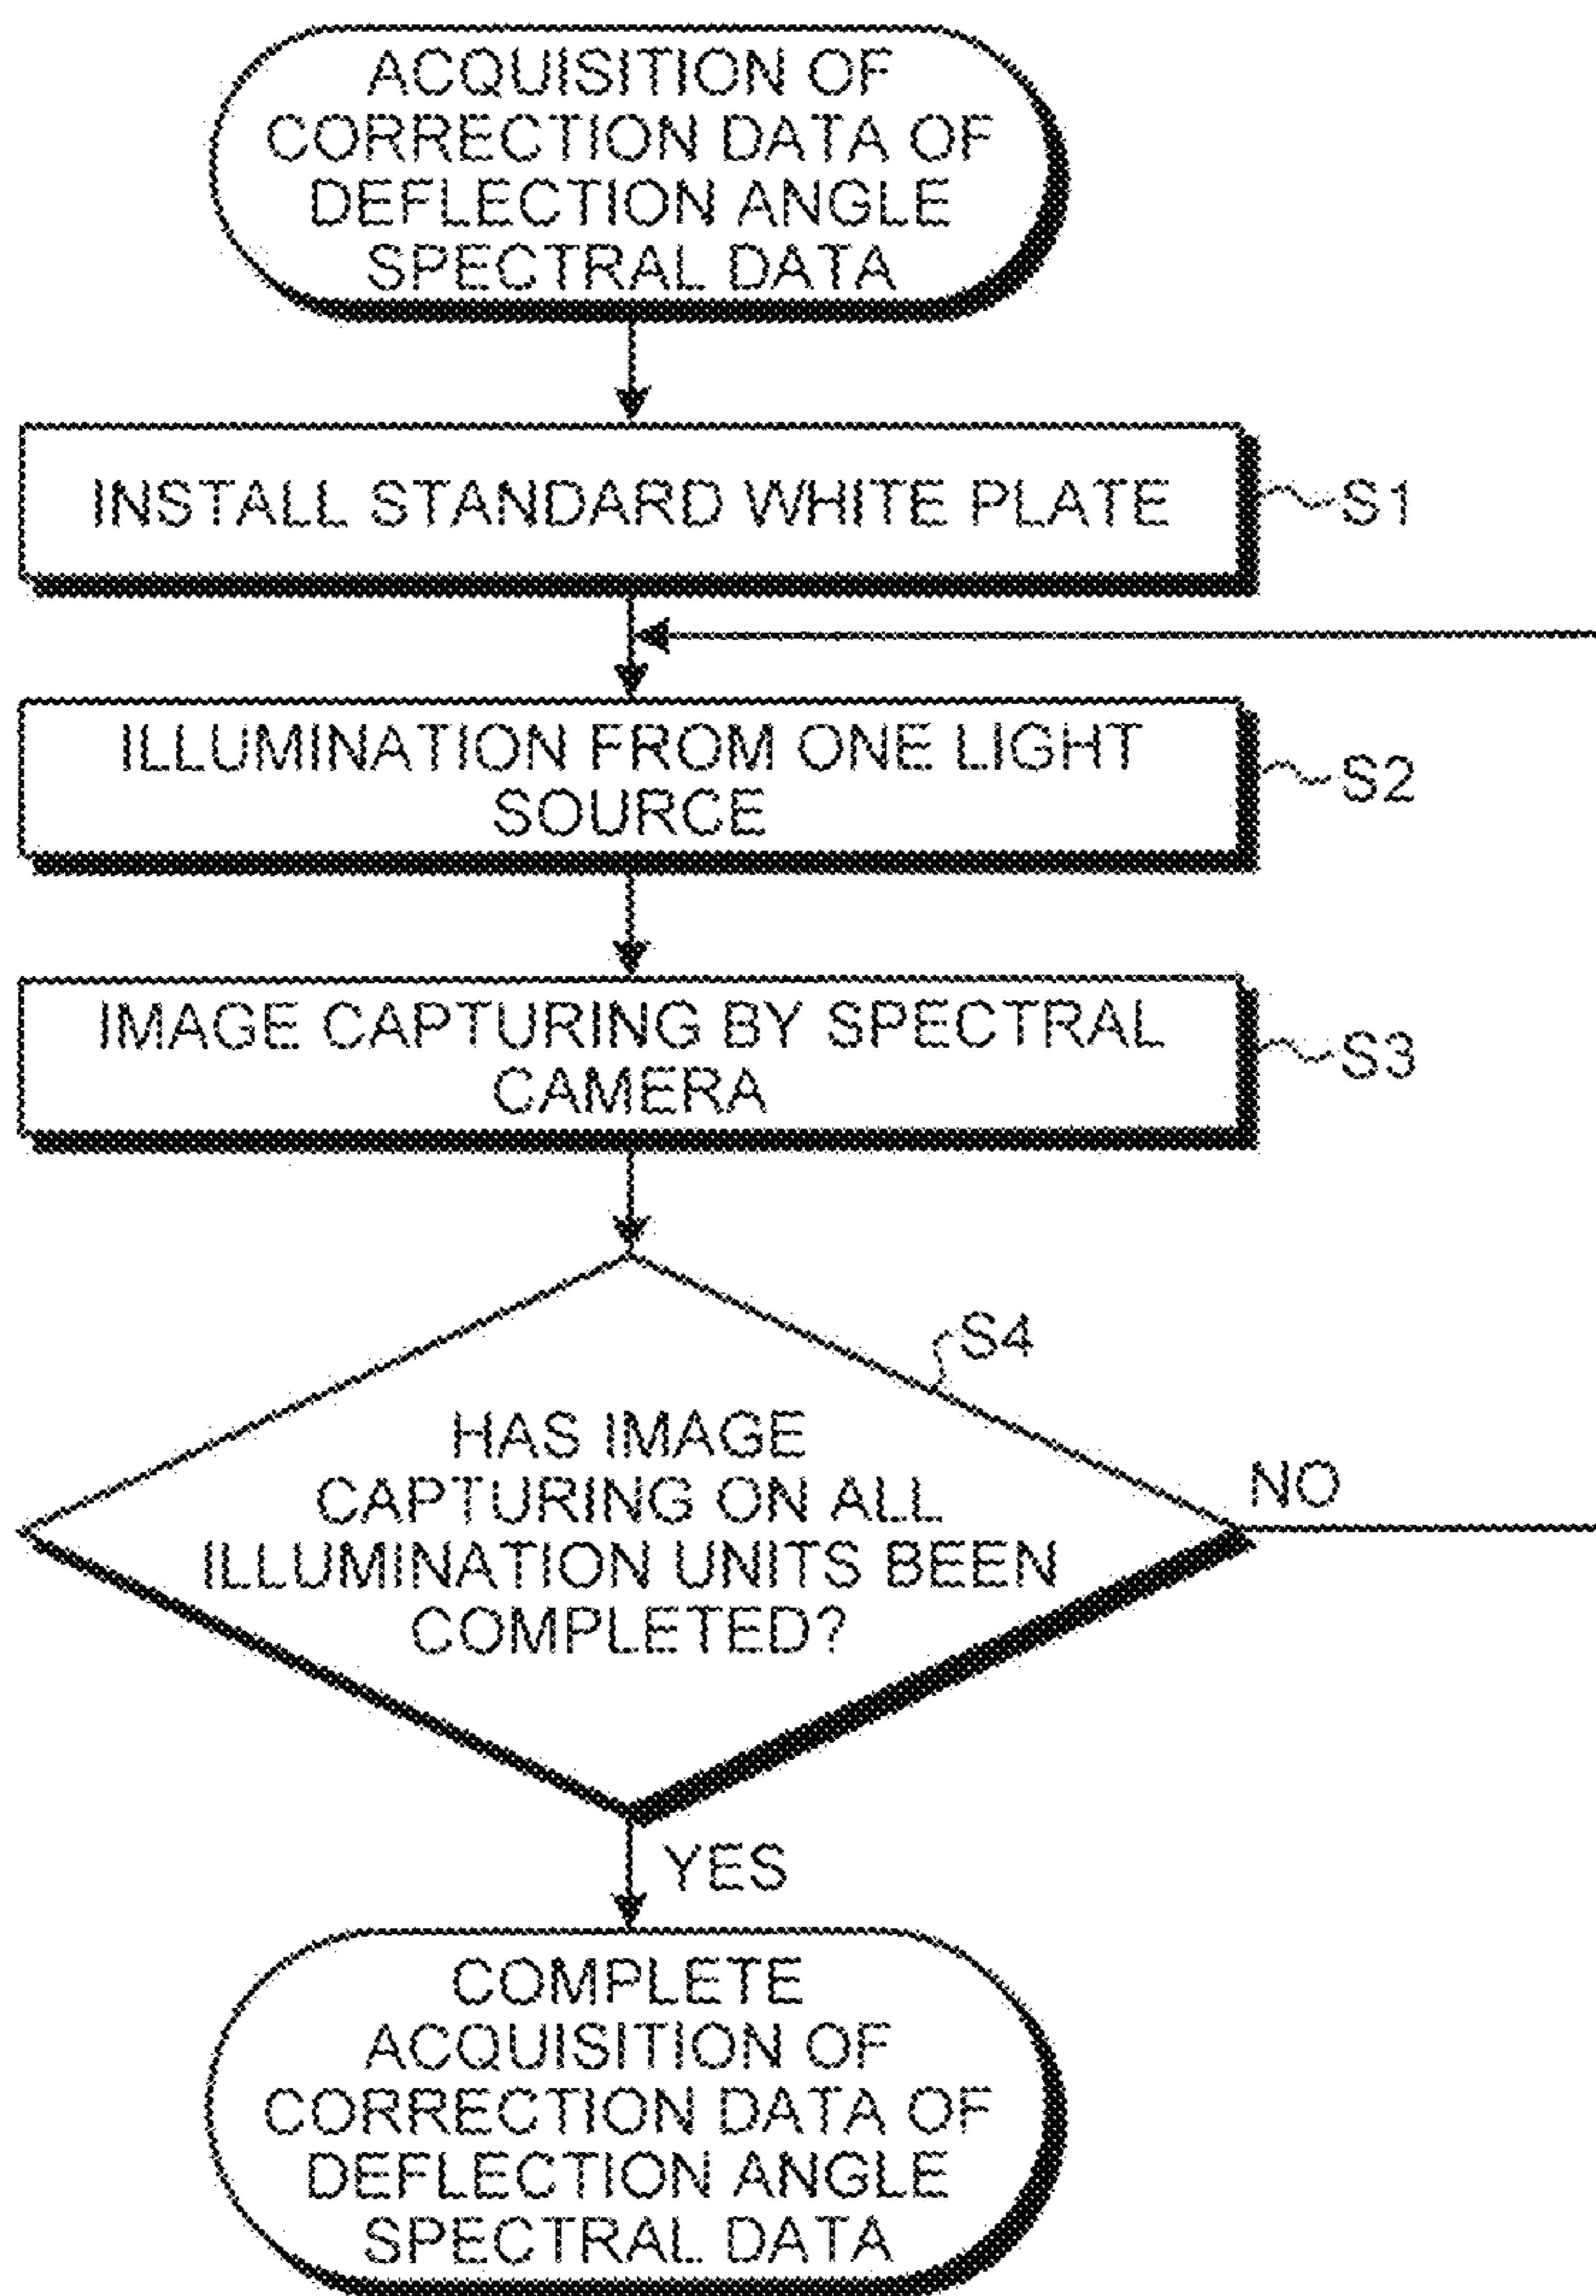 ACQUISITION OF
CORRECTION DATA OF
DEFLECTION ANGLE
SPECTRAL DATA
INSTALL STANDARD WHITE PLATE
S1
ILLUMINATION FROM ONE LIGHT
SOURCE
S2
IMAGE CAPTURING BY SPECTRAL
CAMERA
S3
S4
HAS IMAGE
CAPTURING ON ALL
ILLUMINATION UNITS BEEN
COMPLETED?
NO
YES
COMPLETE
ACQUISITION OF
CORRECTION DATA OF
DEFLECTION ANGLE
SPECTRAL DATA